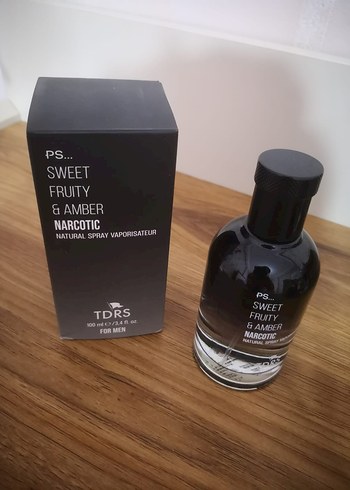 PS...
SWEET
FRUITY
& AMBER
NARCOTIC
NATURAL SPRAY VAPORISATEUR
TDRS
100 ml ℮ / 3.4 fl. oz.
FOR MEN
PS...
SWEET
FRUITY
& AMBER
NARCOTIC
NATURAL SPRAY
TDRS